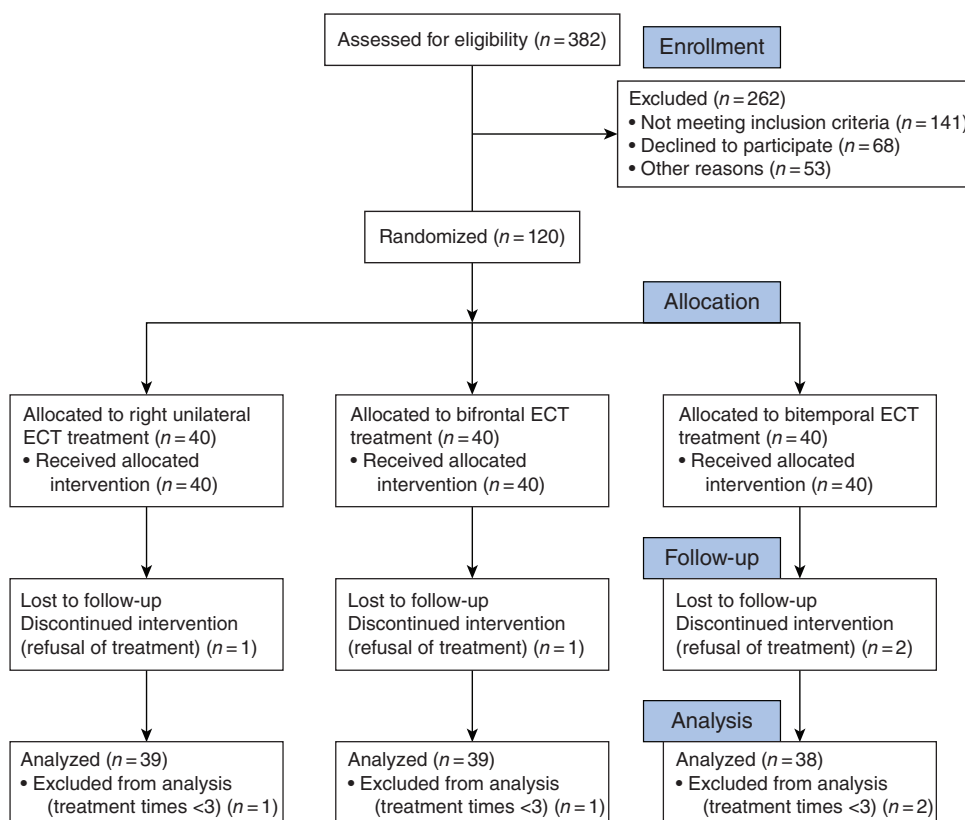 Assessed for eligibility (n=382)
Enrollment
Excluded (n=262)
• Not meeting inclusion criteria (n=141)
• Declined to participate (n=68)
• Other reasons (n=53)
Randomized (n=120)
Allocation
Allocated to right unilateral
ECT treatment (n=40)
• Received allocated
intervention (n=40)
Allocated to bifrontal ECT
treatment (n=40)
• Received allocated
intervention (n=40)
Allocated to bitemporal ECT
treatment (n=40)
• Received allocated
intervention (n=40)
Follow-up
Lost to follow-up
Discontinued intervention
(refusal of treatment) (n=1)
Lost to follow-up
Discontinued intervention
(refusal of treatment) (n=1)
Lost to follow-up
Discontinued intervention
(refusal of treatment) (n=2)
Analysis
Analyzed (n=39)
• Excluded from analysis
(treatment times <3) (n=1)
Analyzed (n=39)
• Excluded from analysis
(treatment times <3) (n=1)
Analyzed (n=38)
• Excluded from analysis
(treatment times <3) (n=2)